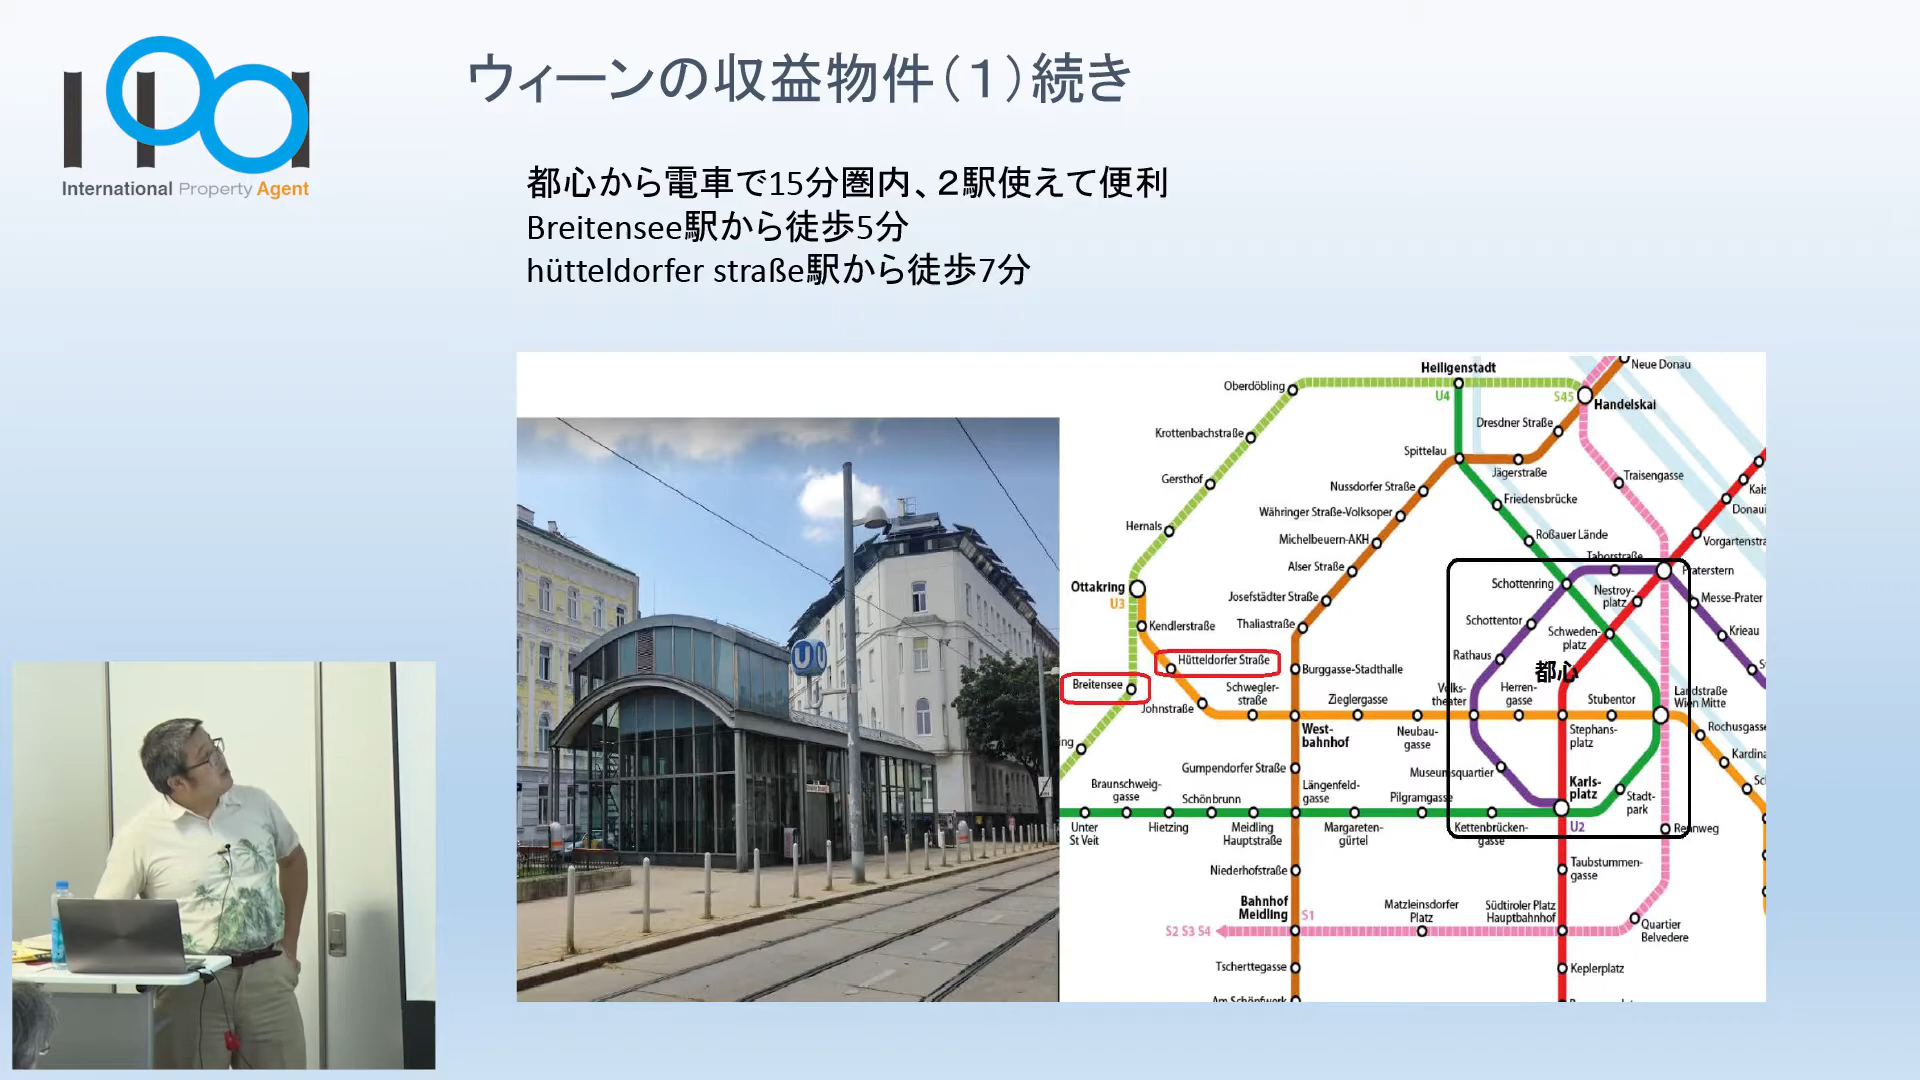 International Property Agent
ウィーンの収益物件（１）続き
都心から電車で15分圏内、２駅使えて便利
Breitensee駅から徒歩5分
hütteldorfer straße駅から徒歩7分
U
Heiligenstadt
U4
S45
Neue Donau
Handelskai
Oberdöbling
Dresdner Straße
Krottenbachstraße
Spittelau
Jägerstraße
Traisengasse
Gersthof
Nussdorfer Straße
Friedensbrücke
Kais
Donaui
Währinger Straße-Volksoper
Hernals
Michelbeuern-AKH
Roßauer Lände
Vorgartenstra
Taborstraße
Alser Straße
Praterstern
Ottakring
U3
Schottenring
Nestroy-
platz
Messe-Prater
Josefstädter Straße
Kendlerstraße
Thaliastraße
Schottentor
Schweden-
platz
Krieau
Hütteldorfer Straße
Burggasse-Stadthalle
Rathaus
都心
St
Breitensee
Schwegler-
straße
Johnstraße
Zieglergasse
Volks-
theater
Herren-
gasse
Stubentor
Landstraße
Wien Mitte
ng
West-
bahnhof
Neubau-
gasse
Stephans-
platz
Rochusgasse
Kardina
Gumpendorfer Straße
Museumsquartier
Karls-
platz
Sc
Braunschweig-
gasse
Schönbrunn
Längenfeld-
gasse
Pilgramgasse
Stadt-
park
Unter
St Veit
Hietzing
Meidling
Hauptstraße
Margareten-
gürtel
Kettenbrücken-
gasse
U2
Rennweg
Niederhofstraße
Taubstummen-
gasse
Bahnhof
Meidling
S1
Matzleinsdorfer
Platz
Südtiroler Platz
Hauptbahnhof
S2 S3 S4
Quartier
Belvedere
Tscherttegasse
Keplerplatz
Am Schöpfwerk